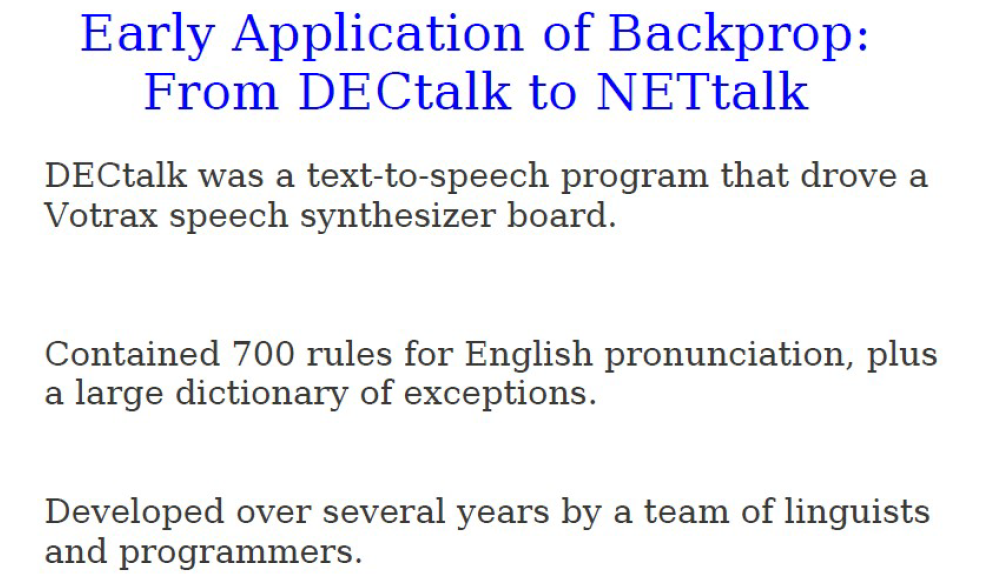 Early Application of Backprop:
From DECtalk to NETtalk
DECtalk was a text-to-speech program that drove a
Votrax speech synthesizer board.
Contained 700 rules for English pronunciation, plus
a large dictionary of exceptions.
Developed over several years by a team of linguists
and programmers.